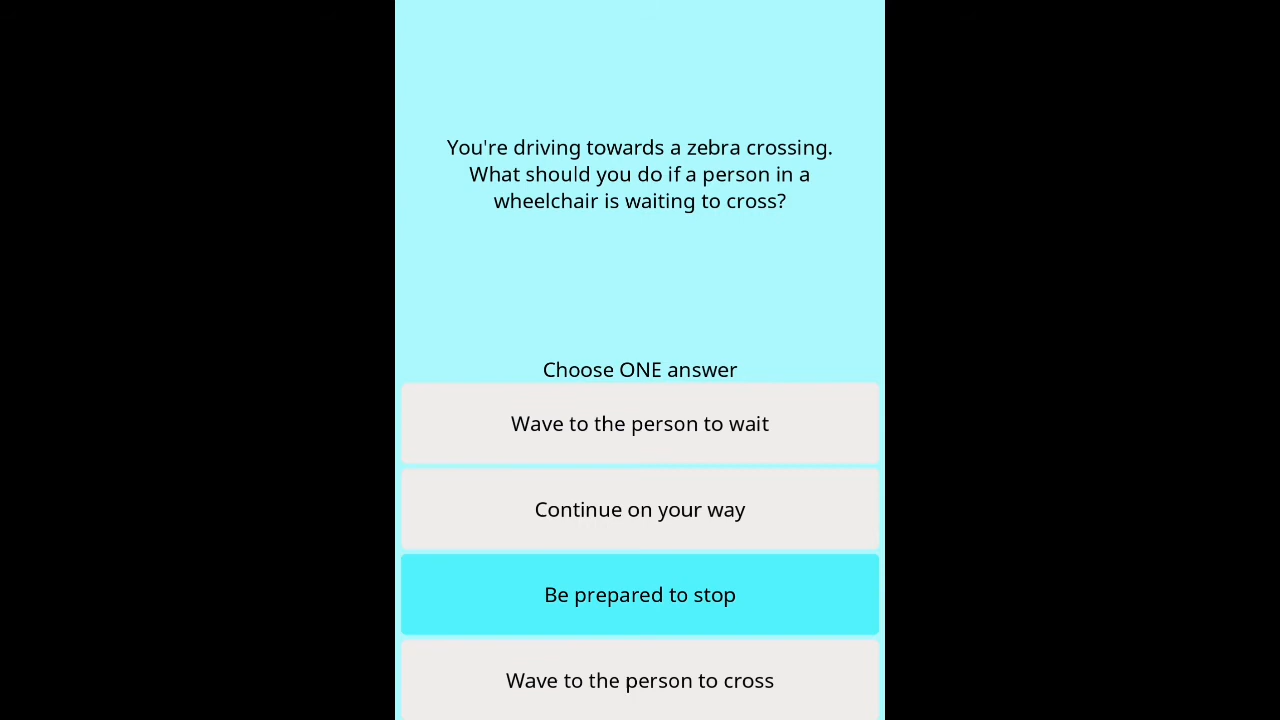 You're driving towards a zebra crossing.
What should you do if a person in a
wheelchair is waiting to cross?
Choose ONE answer
Wave to the person to wait
Continue on your way
Be prepared to stop
Wave to the person to cross